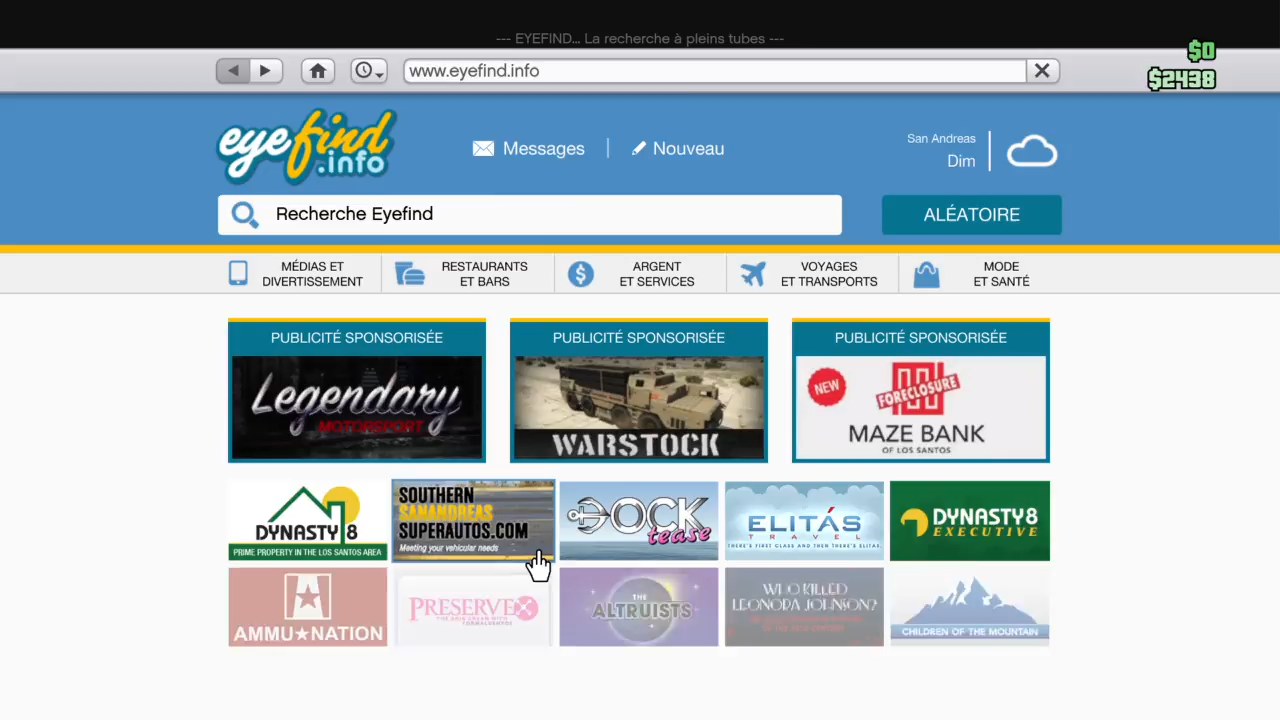 --- EYEFIND... La recherche à pleins tubes ---
$0
www.eyefind.info
$2438
eyefind
.info
Messages
Nouveau
San Andreas
Dim
Recherche Eyefind
ALÉATOIRE
MÉDIAS ET
DIVERTISSEMENT
RESTAURANTS
ET BARS
ARGENT
ET SERVICES
VOYAGES
ET TRANSPORTS
MODE
ET SANTÉ
PUBLICITÉ SPONSORISÉE
Legendary
MOTORSPORT
PUBLICITÉ SPONSORISÉE
WARSTOCK
PUBLICITÉ SPONSORISÉE
NEW
FORECLOSURE
MAZE BANK
OF LOS SANTOS
DYNASTY 8
PRIME PROPERTY IN THE LOS SANTOS AREA
SOUTHERN
SANANDREAS
SUPERAUTOS.COM
Meeting your vehicular needs
DOCK
tease
ELITÁS
TRAVEL
THERE'S FIRST CLASS AND THEN THERE'S ELITAS
DYNASTY 8
EXECUTIVE
AMMU★NATION
PRESERVEX
THE
ALTRUISTS
WHO KILLED
LEONORA JOHNSON?
CHILDREN OF THE MOUNTAIN